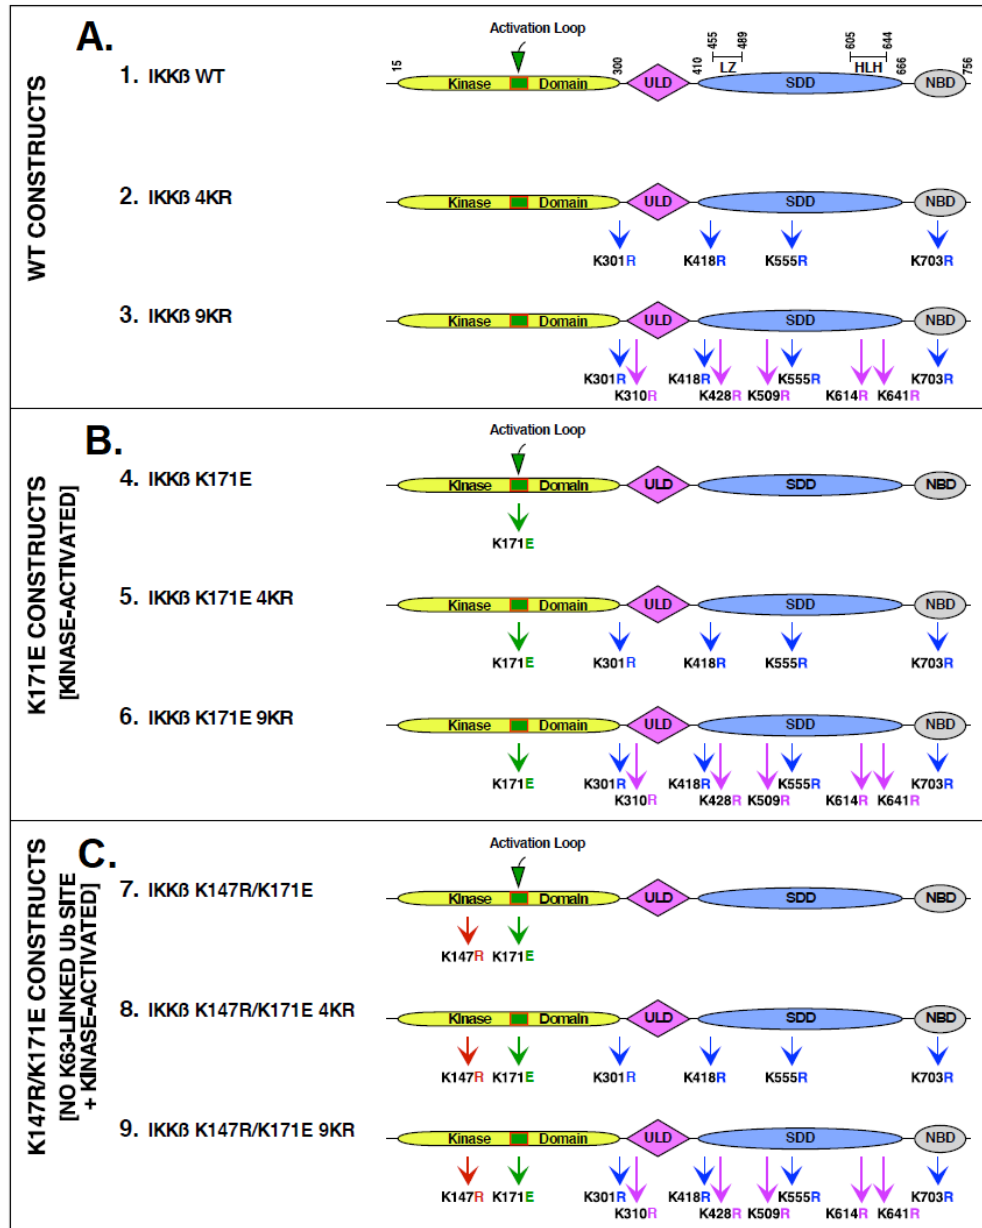 WT CONSTRUCTS
A.
Activation Loop
1. IKKß WT
15
300
410
455
489
605
644
666
756
LZ
HLH
Kinase Domain ULD SDD NBD
2. IKKß 4KR
Kinase Domain ULD SDD NBD
K301R K418R K555R K703R
3. IKKß 9KR
Kinase Domain ULD SDD NBD
K301R K418R K555R K703R
K310R K428R K509R K614R K641R
K171E CONSTRUCTS
[KINASE-ACTIVATED]
B.
Activation Loop
4. IKKß K171E
Kinase Domain ULD SDD NBD
K171E
5. IKKß K171E 4KR
Kinase Domain ULD SDD NBD
K171E K301R K418R K555R K703R
6. IKKß K171E 9KR
Kinase Domain ULD SDD NBD
K171E K301R K418R K555R K703R
K310R K428R K509R K614R K641R
K147R/K171E CONSTRUCTS
[NO K63-LINKED Ub SITE
+ KINASE-ACTIVATED]
C.
Activation Loop
7. IKKß K147R/K171E
Kinase Domain ULD SDD NBD
K147R K171E
8. IKKß K147R/K171E 4KR
Kinase Domain ULD SDD NBD
K147R K171E K301R K418R K555R K703R
9. IKKß K147R/K171E 9KR
Kinase Domain ULD SDD NBD
K147R K171E K301R K418R K555R K703R
K310R K428R K509R K614R K641R